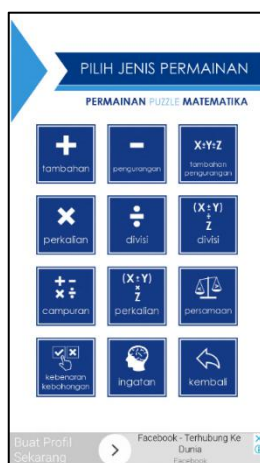 PILIH JENIS PERMAINAN
PERMAINAN PUZZLE MATEMATIKA
+
tambahan
-
pengurangan
X±Y±Z
tambahan
pengurangan
×
perkalian
÷
divisi
(X±Y)
÷
Z
divisi
+ -
× ÷
campuran
(X±Y)
×
Z
perkalian
persamaan
kebenaran
kebohongan
ingatan
kembali
Buat Profil
Sekarang
Facebook - Terhubung Ke
Dunia
Facebook